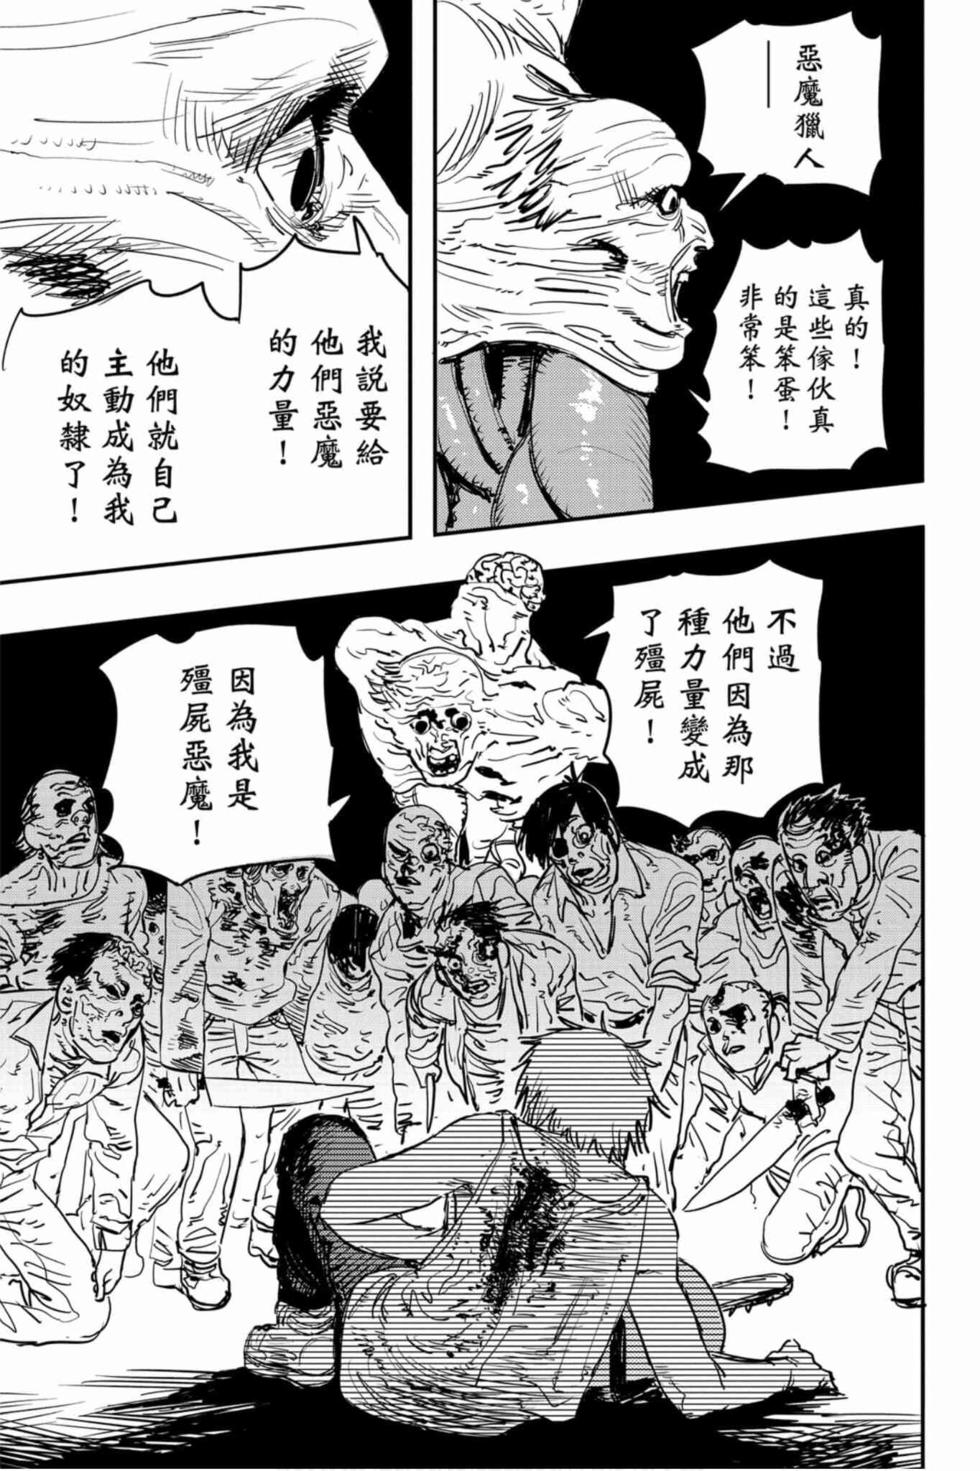 ——惡魔獵人
真的！
這些傢伙真
的是笨蛋！
非常笨！
我説要給
他們惡魔
的力量！
他們就自己
主動成為我
的奴隸了！
不過
他們因為那
種力量變成
了殭屍！
因為我是
殭屍惡魔！